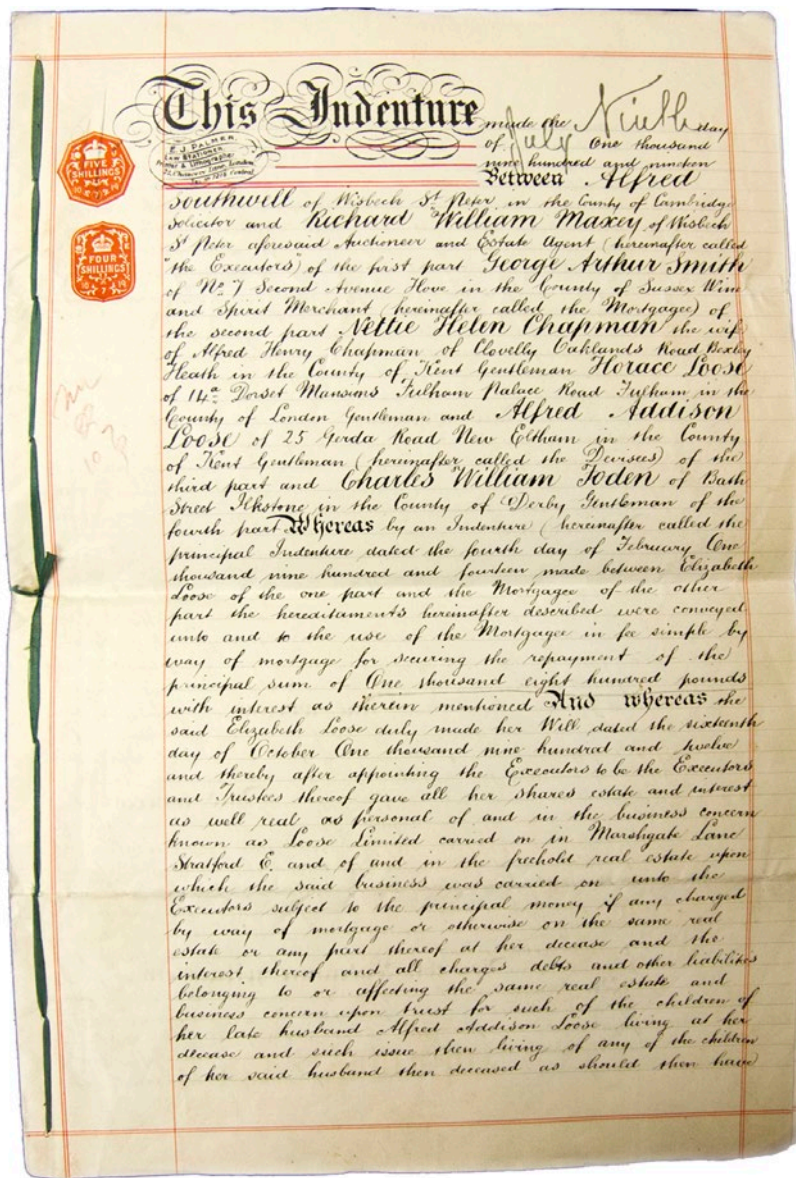 This Indenture made the Ninth day
of July One thousand
nine hundred and nineteen
Between Alfred
Southwell of Wisbech St Peter in the County of Cambridge
Solicitor and Richard William Maxey of Wisbech
St Peter aforesaid Auctioneer and Estate Agent (hereinafter called
"the Executors") of the first part George Arthur Smith
of No 7 Second Avenue Hove in the County of Sussex Wine
and Spirit Merchant (hereinafter called the Mortgagee) of
the second part Nettie Helen Chapman the wife
of Alfred Henry Chapman of Clovelly Oaklands Road Bexley
Heath in the County of Kent Gentleman Horace Loose
of 14a Dorset Mansions Fulham Palace Road Fulham in the
County of London Gentleman and Alfred Addison
Loose of 25 Gerda Road New Eltham in the County
of Kent Gentleman (hereinafter called the Devisees) of the
third part and Charles William Foden of Bath
Street Ilkstone in the County of Derby Gentleman of the
fourth part Whereas by an Indenture (hereinafter called the
principal Indenture dated the fourth day of February One
thousand nine hundred and fourteen made between Elizabeth
Loose of the one part and the Mortgagee of the other
part the hereditaments hereinafter described were conveyed
unto and to the use of the Mortgagee in fee simple by
way of mortgage for securing the repayment of the
principal sum of One thousand eight hundred pounds
with interest as therein mentioned And whereas the
said Elizabeth Loose duly made her Will dated the sixteenth
day of October One thousand nine hundred and twelve
and thereby after appointing the Executors to be the Executors
and Trustees thereof gave all her shares estate and interest
as well real as personal of and in the business concern
known as Loose Limited carried on in Marshgate Lane
Stratford E. and of and in the freehold real estate upon
which the said business was carried on unto the
Executors subject to the principal money if any charged
by way of mortgage or otherwise on the same real
estate or any part thereof at her decease and the
interest thereof and all charges debts and other liabilities
belonging to or affecting the same real estate and
business concern upon trust for such of the children of
her late husband Alfred Addison Loose living at her
decease and such issue then living of any of the children
of her said husband then deceased as should then have
E. J. PALMER,
Law Stationer
Printer & Lithographer
London
FIVE
SHILLINGS
10 7 19
FOUR
SHILLINGS
10 7 19